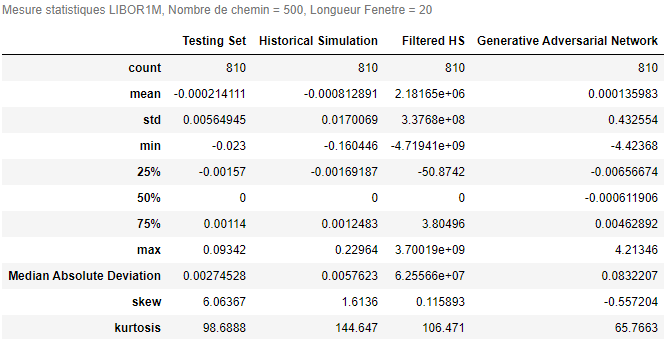 Mesure statistiques LIBOR1M, Nombre de chemin = 500, Longueur Fenetre = 20
Testing Set Historical Simulation Filtered HS Generative Adversarial Network
count 810 810 810 810
mean -0.000214111 -0.000812891 2.18165e+06 0.000135983
std 0.00564945 0.0170069 3.3768e+08 0.432554
min -0.023 -0.160446 -4.71941e+09 -4.42368
25% -0.00157 -0.00169187 -50.8742 -0.00656674
50% 0 0 0 -0.000611906
75% 0.00114 0.0012483 3.80496 0.00462892
max 0.09342 0.22964 3.70019e+09 4.21346
Median Absolute Deviation 0.00274528 0.0057623 6.25566e+07 0.0832207
skew 6.06367 1.6136 0.115893 -0.557204
kurtosis 98.6888 144.647 106.471 65.7663